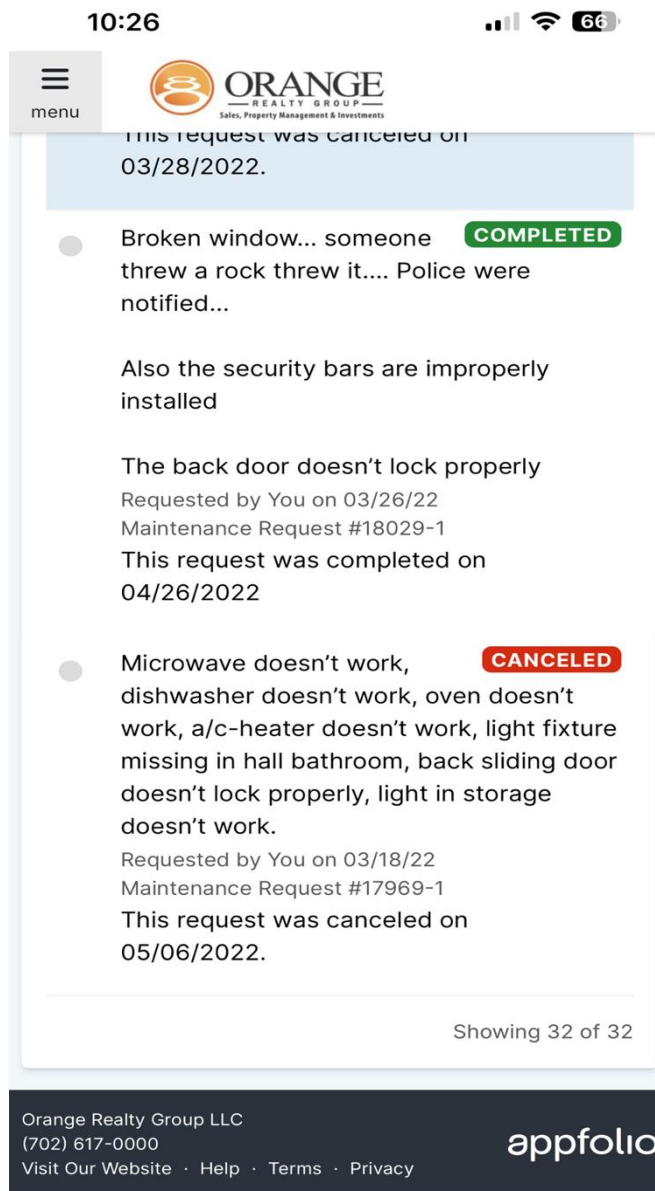 10:26
66
menu
ORANGE
REALTY GROUP
Sales, Property Management & Investments
This request was canceled on
03/28/2022.
Broken window... someone
COMPLETED
threw a rock threw it.... Police were
notified...
Also the security bars are improperly
installed
The back door doesn’t lock properly
Requested by You on 03/26/22
Maintenance Request #18029-1
This request was completed on
04/26/2022
Microwave doesn’t work,
CANCELED
dishwasher doesn’t work, oven doesn’t
work, a/c-heater doesn’t work, light fixture
missing in hall bathroom, back sliding door
doesn’t lock properly, light in storage
doesn’t work.
Requested by You on 03/18/22
Maintenance Request #17969-1
This request was canceled on
05/06/2022.
Showing 32 of 32
Orange Realty Group LLC
(702) 617-0000
appfolio
Visit Our Website · Help · Terms · Privacy